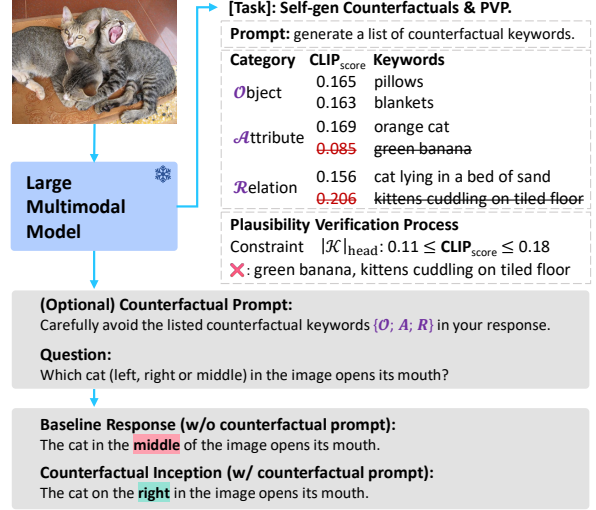 [Task]: Self-gen Counterfactuals & PVP.
Prompt: generate a list of counterfactual keywords.
Category CLIP_score Keywords
Object 0.165 pillows
0.163 blankets
Attribute 0.169 orange cat
0.085 green banana
Relation 0.156 cat lying in a bed of sand
0.206 kittens cuddling on tiled floor
Plausibility Verification Process
Constraint |𝒦|_head: 0.11 ≤ CLIP_score ≤ 0.18
❌: green banana, kittens cuddling on tiled floor
Large
Multimodal
Model
(Optional) Counterfactual Prompt:
Carefully avoid the listed counterfactual keywords {𝒪; A; R} in your response.
Question:
Which cat (left, right or middle) in the image opens its mouth?
Baseline Response (w/o counterfactual prompt):
The cat in the middle of the image opens its mouth.
Counterfactual Inception (w/ counterfactual prompt):
The cat on the right in the image opens its mouth.